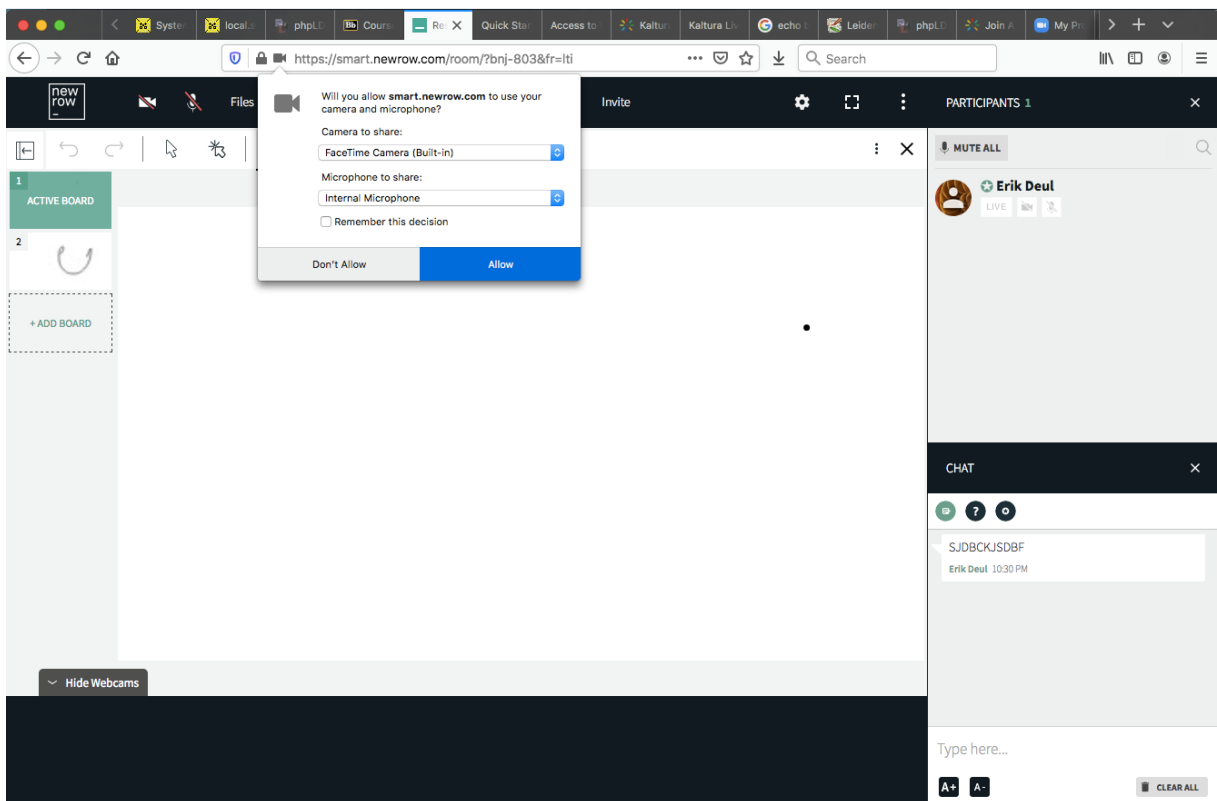 System
local.s
phpLD
Bb Cours
Re:
Quick Star
Access to
Kaltur
Kaltura Liv
echo
Leiden
phpLD
Join A
My Pr
https://smart.newrow.com/room/?bnj-803&fr=lti
Search
new
row
Files
Invite
PARTICIPANTS 1
Will you allow smart.newrow.com to use your
camera and microphone?
Camera to share:
FaceTime Camera (Built-in)
Microphone to share:
Internal Microphone
Remember this decision
Don't Allow
Allow
MUTE ALL
Erik Deul
LIVE
1
ACTIVE BOARD
2
+ ADD BOARD
CHAT
?
SJDBCKJSDBF
Erik Deul 10:30 PM
Hide Webcams
Type here...
A+ A-
CLEAR ALL